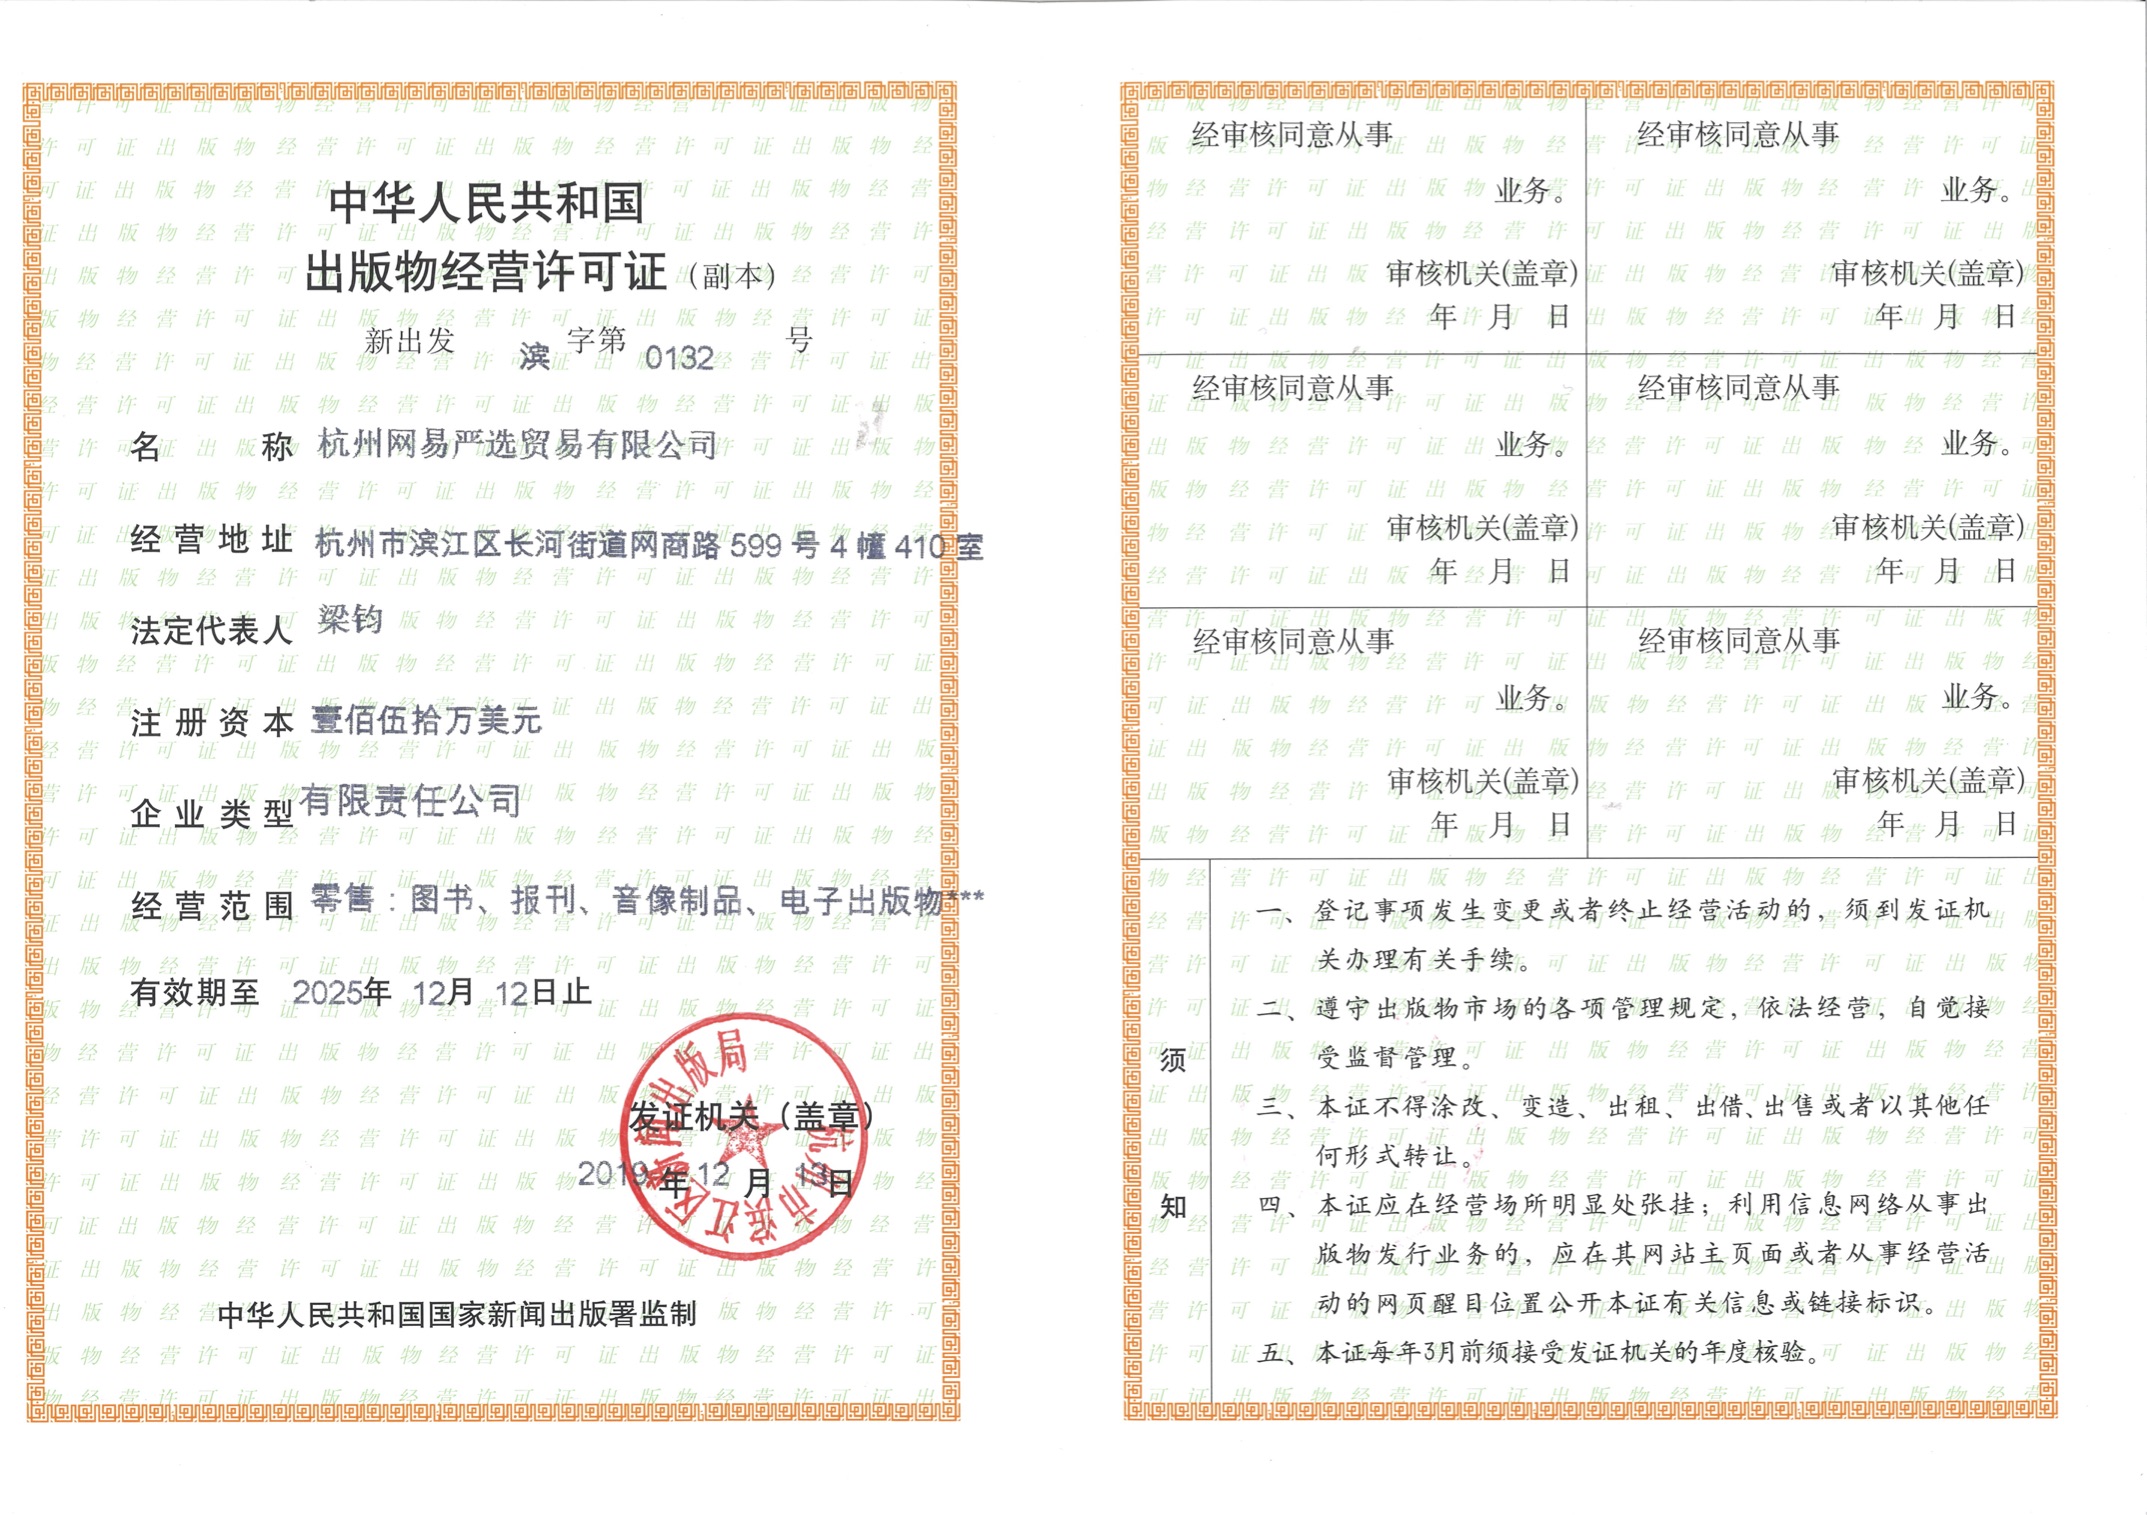 中华人民共和国
出版物经营许可证（副本）
新出发 滨 字第 0132 号
名称 杭州网易严选贸易有限公司
经营地址 杭州市滨江区长河街道网商路 599 号 4 幢 410 室
法定代表人 梁钧
注册资本 壹佰伍拾万美元
企业类型 有限责任公司
经营范围 零售：图书、报刊、音像制品、电子出版物***
有效期至 2025年 12月 12日止
杭州市滨江区新闻出版局
发证机关（盖章）
2019 年 12 月 13日
中华人民共和国国家新闻出版署监制
经审核同意从事
业务。
审核机关(盖章)
年 月 日
经审核同意从事
业务。
审核机关(盖章)
年 月 日
经审核同意从事
业务。
审核机关(盖章)
年 月 日
经审核同意从事
业务。
审核机关(盖章)
年 月 日
经审核同意从事
业务。
审核机关(盖章)
年 月 日
经审核同意从事
业务。
审核机关(盖章)
年 月 日
须知
一、登记事项发生变更或者终止经营活动的，须到发证机
关办理有关手续。
二、遵守出版物市场的各项管理规定，依法经营，自觉接
受监督管理。
三、本证不得涂改、变造、出租、出借、出售或者以其他任
何形式转让。
四、本证应在经营场所明显处张挂；利用信息网络从事出
版物发行业务的，应在其网站主页面或者从事经营活
动的网页醒目位置公开本证有关信息或链接标识。
五、本证每年3月前须接受发证机关的年度核验。